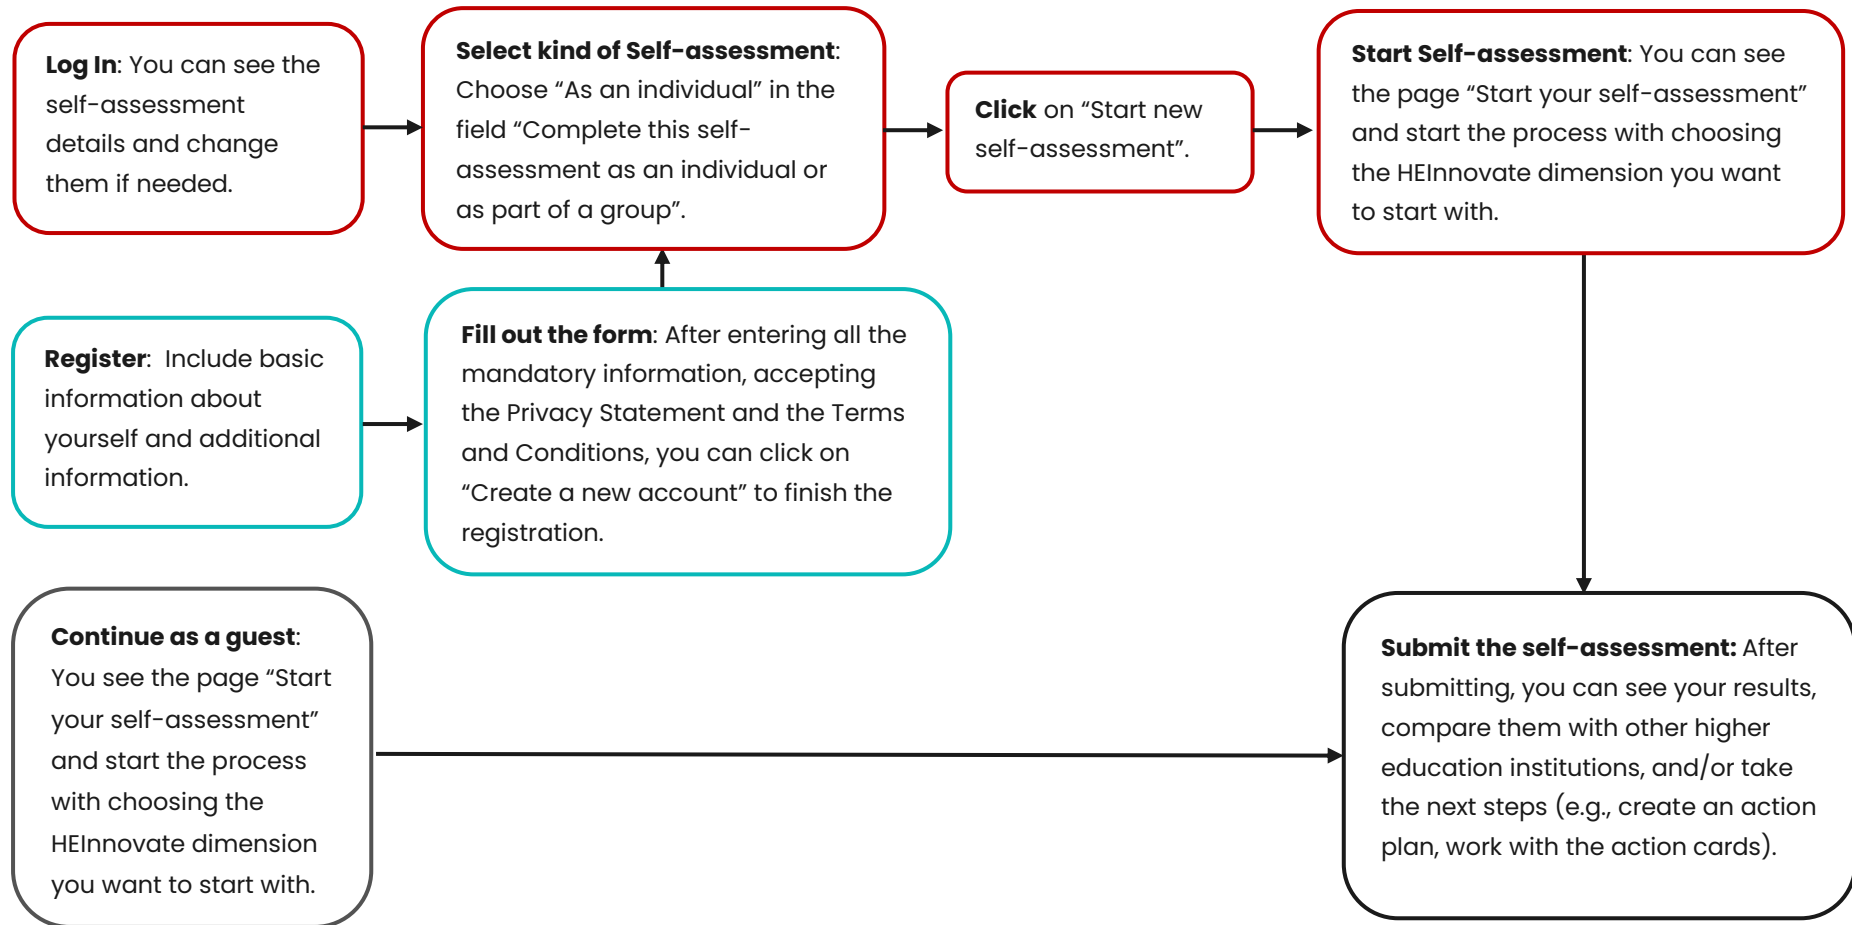 Log In: You can see the
self-assessment
details and change
them if needed.
Select kind of Self-assessment:
Choose “As an individual” in the
field “Complete this self-
assessment as an individual or
as part of a group”.
Click on “Start new
self-assessment”.
Start Self-assessment: You can see
the page “Start your self-assessment”
and start the process with choosing
the HEInnovate dimension you want
to start with.
Register:  Include basic
information about
yourself and additional
information.
Fill out the form: After entering all the
mandatory information, accepting
the Privacy Statement and the Terms
and Conditions, you can click on
“Create a new account” to finish the
registration.
Continue as a guest:
You see the page “Start
your self-assessment”
and start the process
with choosing the
HEInnovate dimension
you want to start with.
Submit the self-assessment: After
submitting, you can see your results,
compare them with other higher
education institutions, and/or take
the next steps (e.g., create an action
plan, work with the action cards).